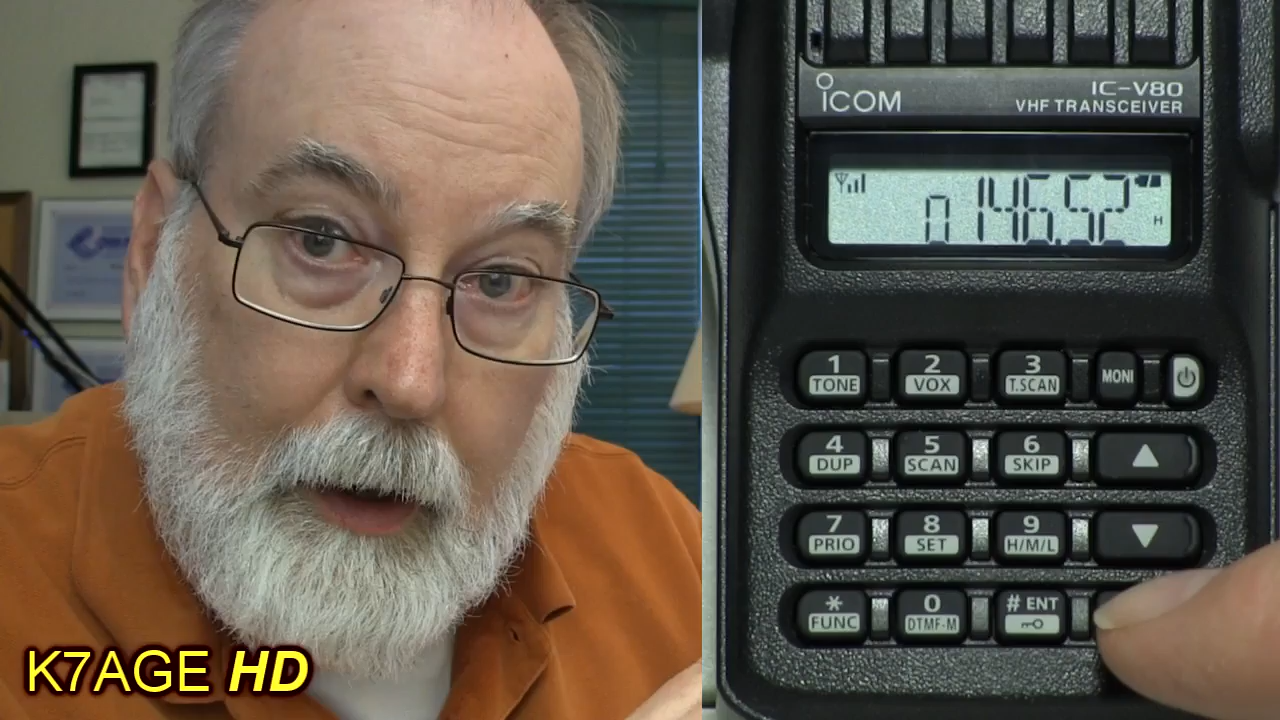 K7AGE HD
ICOM
IC-V80
VHF TRANSCEIVER
n 146.52
H
1 2 3 MONI
TONE VOX T.SCAN
4 5 6
DUP SCAN SKIP
7 8 9
PRIO SET H/M/L
* 0 # ENT
FUNC DTMF-M